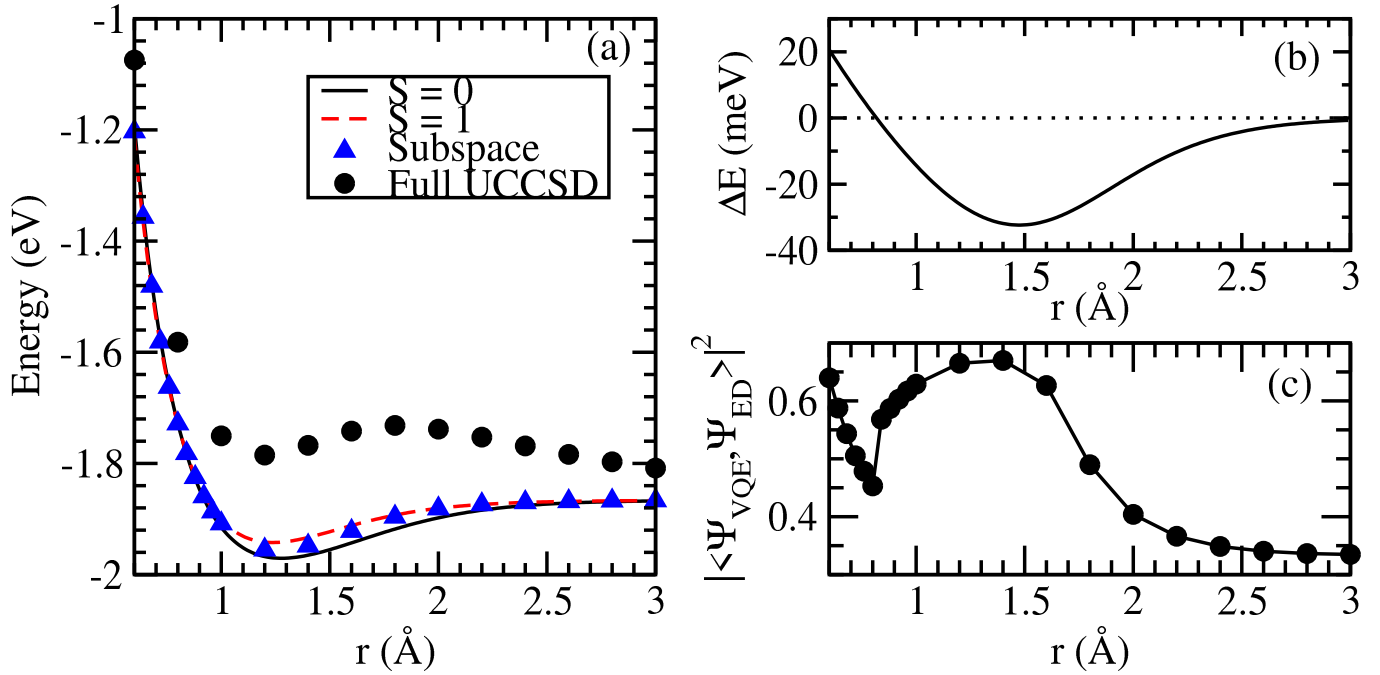 (a)
S = 0
S = 1
Subspace
Full UCCSD
-1
-1.2
-1.4
-1.6
-1.8
-2
Energy (eV)
1 1.5 2 2.5 3
r (Å)
(b)
20
0
-20
-40
ΔE (meV)
1 1.5 2 2.5 3
r (Å)
(c)
0.6
0.4
|<Ψ_VQE, Ψ_ED>|²
1 1.5 2 2.5 3
r (Å)